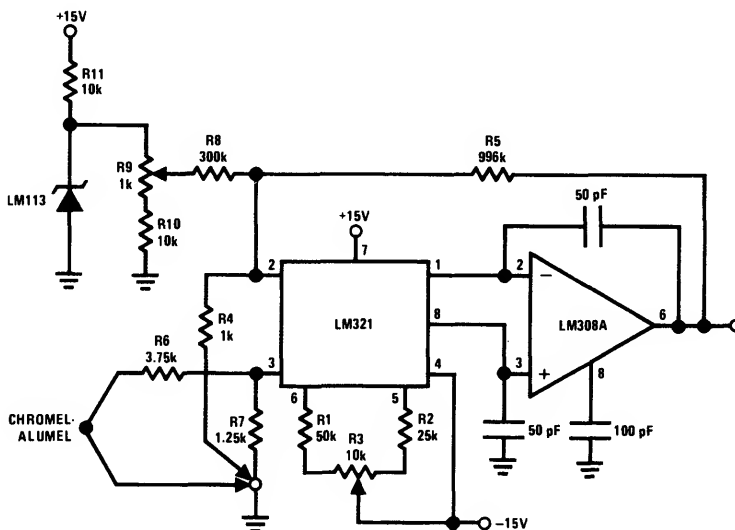 +15V
R11
10k
LM113
R9
1k
R10
10k
R8
300k
R5
996k
50 pF
+15V
7
2
1
8
3
4
6
5
LM321
R4
1k
R6
3.75k
CHROMEL-
ALUMEL
R7
1.25k
R1
50k
R3
10k
R2
25k
2
−
3
+
LM308A
6
8
50 pF
100 pF
−15V